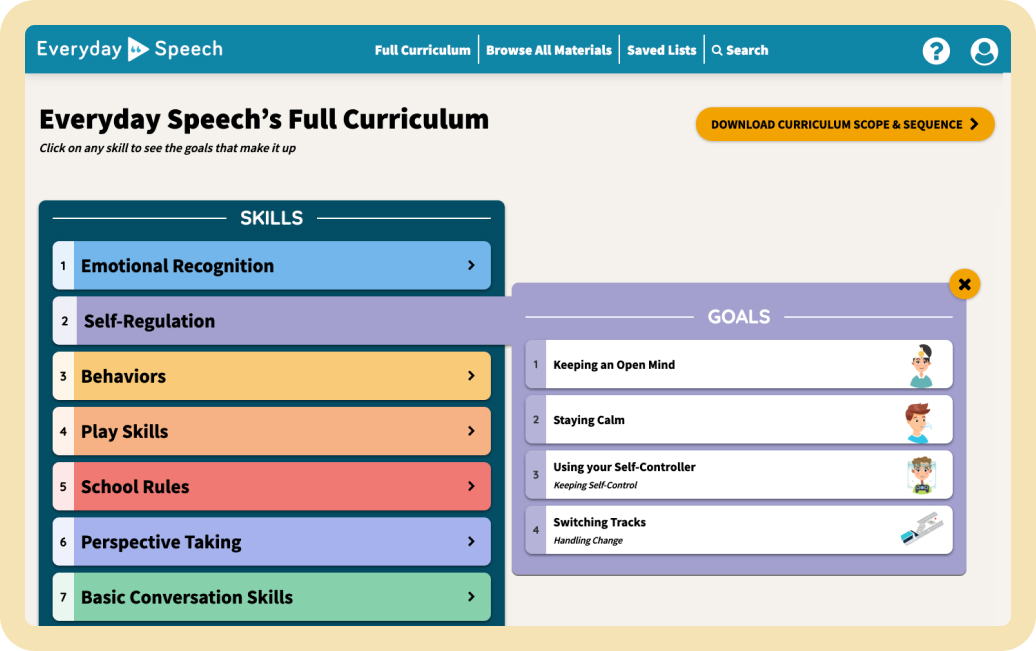 Everyday Speech
Full Curriculum
Browse All Materials
Saved Lists
Search
?
Everyday Speech's Full Curriculum
Click on any skill to see the goals that make it up
DOWNLOAD CURRICULUM SCOPE & SEQUENCE
SKILLS
1 Emotional Recognition
2 Self-Regulation
3 Behaviors
4 Play Skills
5 School Rules
6 Perspective Taking
7 Basic Conversation Skills
GOALS
1 Keeping an Open Mind
2 Staying Calm
3 Using your Self-Controller
Keeping Self-Control
4 Switching Tracks
Handling Change